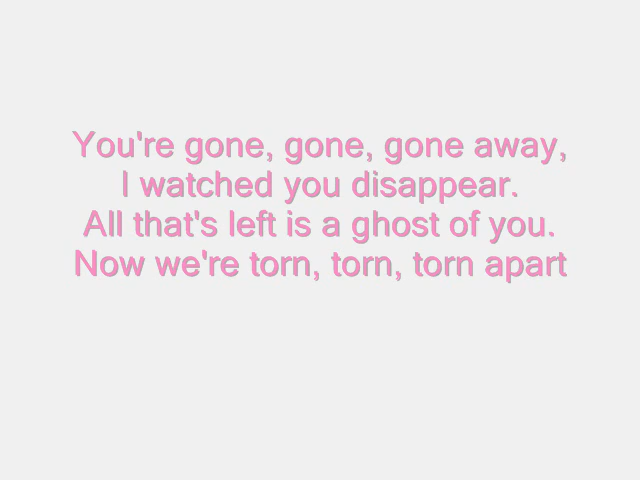 You're gone, gone, gone away,
I watched you disappear.
All that's left is a ghost of you.
Now we're torn, torn, torn apart